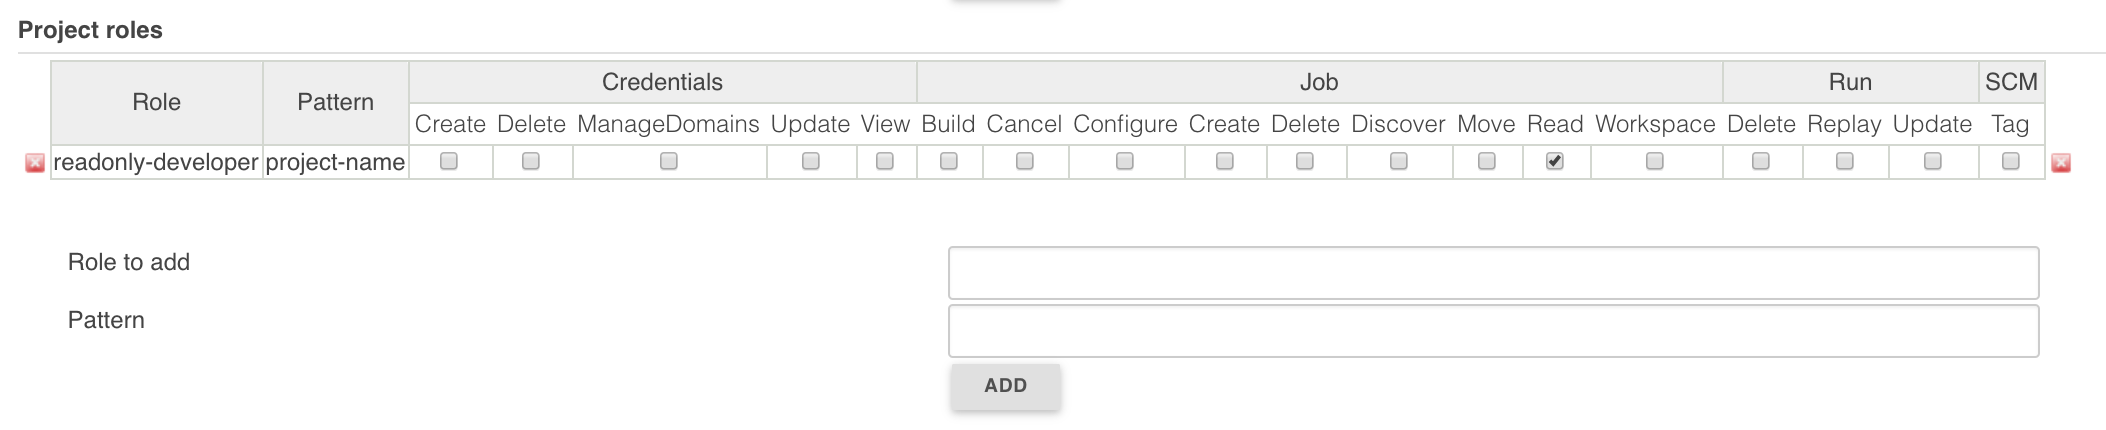 Project roles
Role Pattern Credentials Job Run SCM
Create Delete ManageDomains Update View Build Cancel Configure Create Delete Discover Move Read Workspace Delete Replay Update Tag
readonly-developer project-name
Role to add
Pattern
ADD